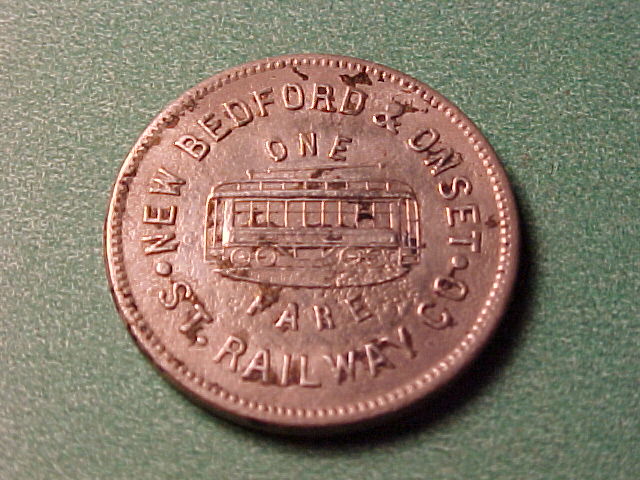 NEW BEDFORD & ONSET
ONE
FARE
ST. RAILWAY CO